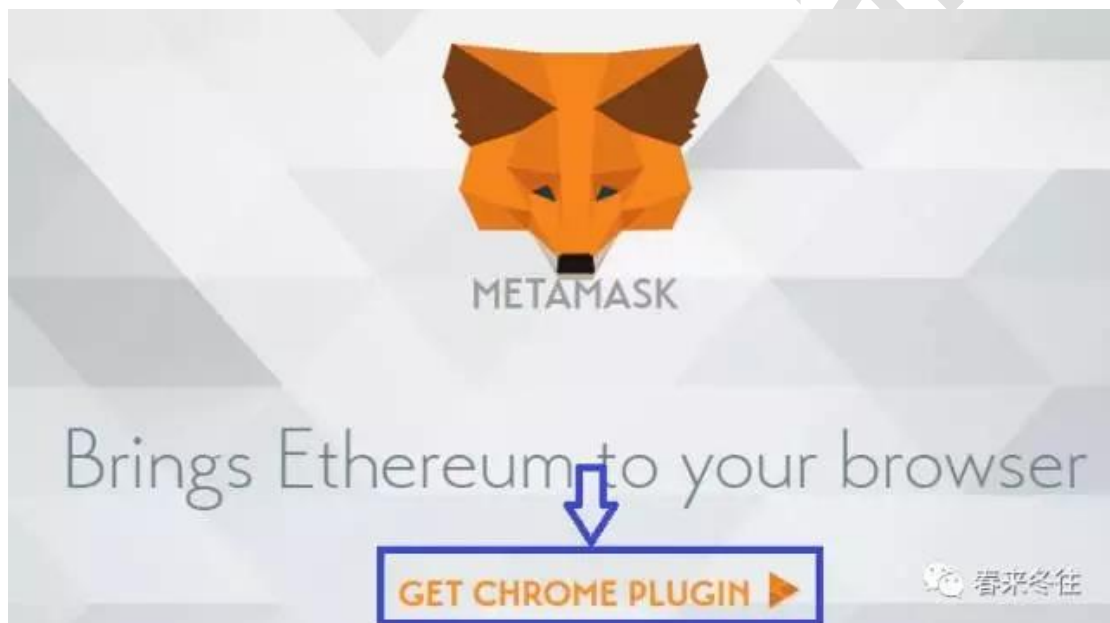 METAMASK
Brings Ethereum to your browser
GET CHROME PLUGIN
春来冬往